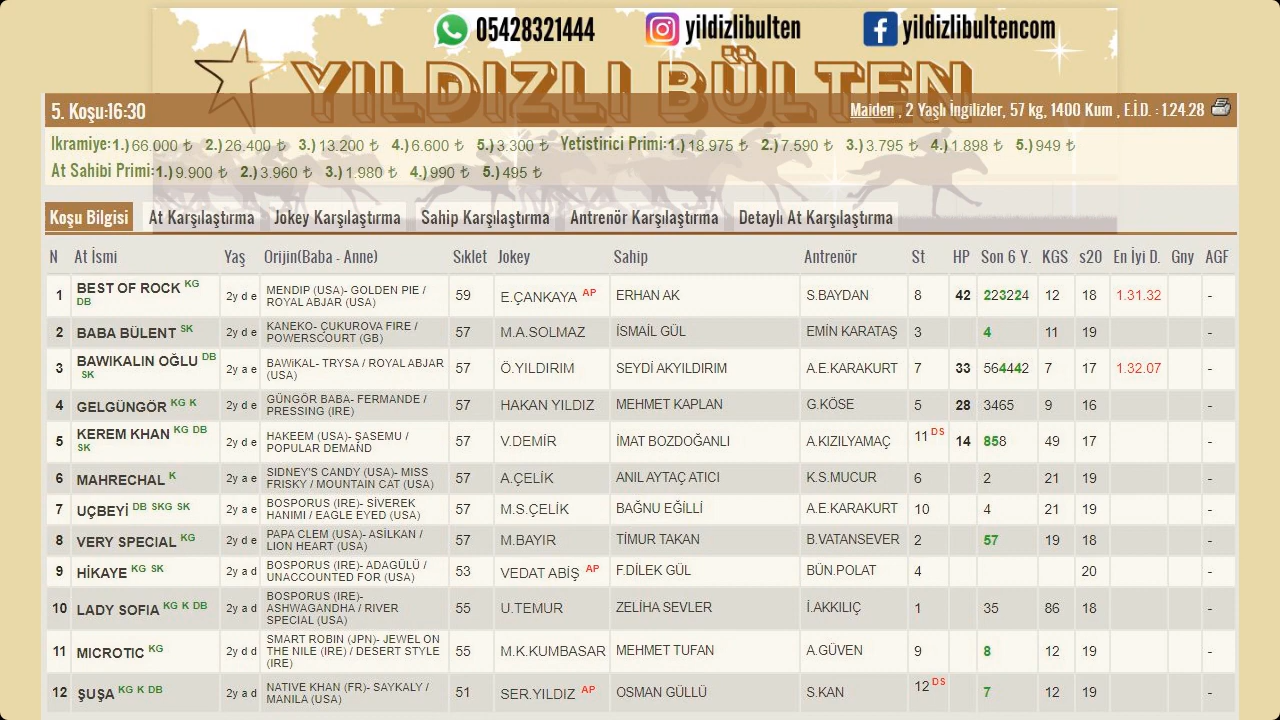 05428321444 yildizlibulten yildizlibultencom
YILDIZLI BÜLTEN
5. Koşu:16:30 Maiden , 2 Yaşlı İngilizler, 57 kg, 1400 Kum , E.İ.D. : 1.24.28
Ikramiye:1.) 66.000 ₺ 2.) 26.400 ₺ 3.) 13.200 ₺ 4.) 6.600 ₺ 5.) 3.300 ₺ Yetistirici Primi:1.) 18.975 ₺ 2.) 7.590 ₺ 3.) 3.795 ₺ 4.) 1.898 ₺ 5.) 949 ₺
At Sahibi Primi:1.) 9.900 ₺ 2.) 3.960 ₺ 3.) 1.980 ₺ 4.) 990 ₺ 5.) 495 ₺
Koşu Bilgisi At Karşılaştırma Jokey Karşılaştırma Sahip Karşılaştırma Antrenör Karşılaştırma Detaylı At Karşılaştırma
N At İsmi Yaş Orijin(Baba - Anne) Sıklet Jokey Sahip Antrenör St HP Son 6 Y. KGS s20 En İyi D. Gny AGF
1 BEST OF ROCK KG DB 2y d e MENDIP (USA)- GOLDEN PIE / ROYAL ABJAR (USA) 59 E.ÇANKAYA AP ERHAN AK S.BAYDAN 8 42 223224 12 18 1.31.32 -
2 BABA BÜLENT SK 2y d e KANEKO- ÇUKUROVA FIRE / POWERSCOURT (GB) 57 M.A.SOLMAZ İSMAİL GÜL EMİN KARATAŞ 3 4 11 19 -
3 BAWIKALIN OĞLU DB SK 2y a e BAWİKAL- TRYSA / ROYAL ABJAR (USA) 57 Ö.YILDIRIM SEYDİ AKYILDIRIM A.E.KARAKURT 7 33 564442 7 17 1.32.07 -
4 GELGÜNGÖR KG K 2y d e GÜNGÖR BABA- FERMANDE / PRESSING (IRE) 57 HAKAN YILDIZ MEHMET KAPLAN G.KÖSE 5 28 3465 9 16 -
5 KEREM KHAN KG DB SK 2y d e HAKEEM (USA)- SASEMU / POPULAR DEMAND 57 V.DEMİR İMAT BOZDOĞANLI A.KIZILYAMAÇ 11 DS 14 858 49 17 -
6 MAHRECHAL K 2y a e SIDNEY'S CANDY (USA)- MISS FRISKY / MOUNTAIN CAT (USA) 57 A.ÇELİK ANIL AYTAÇ ATICI K.S.MUCUR 6 2 21 19 -
7 UÇBEYİ DB SKG SK 2y a e BOSPORUS (IRE)- SİVEREK HANIMI / EAGLE EYED (USA) 57 M.S.ÇELİK BAĞNU EĞİLLİ A.E.KARAKURT 10 4 21 19 -
8 VERY SPECIAL KG 2y d e PAPA CLEM (USA)- ASİLKAN / LION HEART (USA) 57 M.BAYIR TİMUR TAKAN B.VATANSEVER 2 57 19 18 -
9 HİKAYE KG SK 2y a d BOSPORUS (IRE)- ADAGÜLÜ / UNACCOUNTED FOR (USA) 53 VEDAT ABİŞ AP F.DİLEK GÜL BÜN.POLAT 4 20 -
10 LADY SOFIA KG K DB 2y a d BOSPORUS (IRE)- ASHWAGANDHA / RIVER SPECIAL (USA) 55 U.TEMUR ZELİHA SEVLER İ.AKKILIÇ 1 35 86 18 -
11 MICROTIC KG 2y d d SMART ROBIN (JPN)- JEWEL ON THE NILE (IRE) / DESERT STYLE (IRE) 55 M.K.KUMBASAR MEHMET TUFAN A.GÜVEN 9 8 12 19 -
12 ŞUŞA KG K DB 2y a d NATIVE KHAN (FR)- SAYKALY / MANILA (USA) 51 SER.YILDIZ AP OSMAN GÜLLÜ S.KAN 12 DS 7 12 19 -